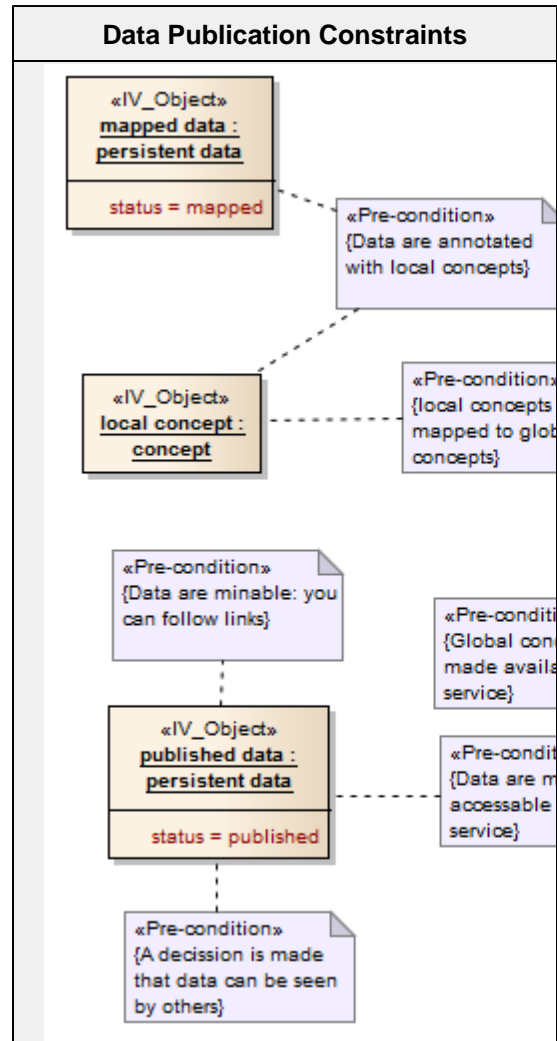 Data Publication Constraints
«IV_Object»
mapped data :
persistent data
status = mapped
«Pre-condition»
{Data are annotated
with local concepts}
«IV_Object»
local concept :
concept
«Pre-condition»
{local concepts
mapped to glob
concepts}
«Pre-condition»
{Data are minable: you
can follow links}
«Pre-conditi
{Global con
made availa
service}
«IV_Object»
published data :
persistent data
status = published
«Pre-condit
{Data are m
accessable
service}
«Pre-condition»
{A decission is made
that data can be seen
by others}